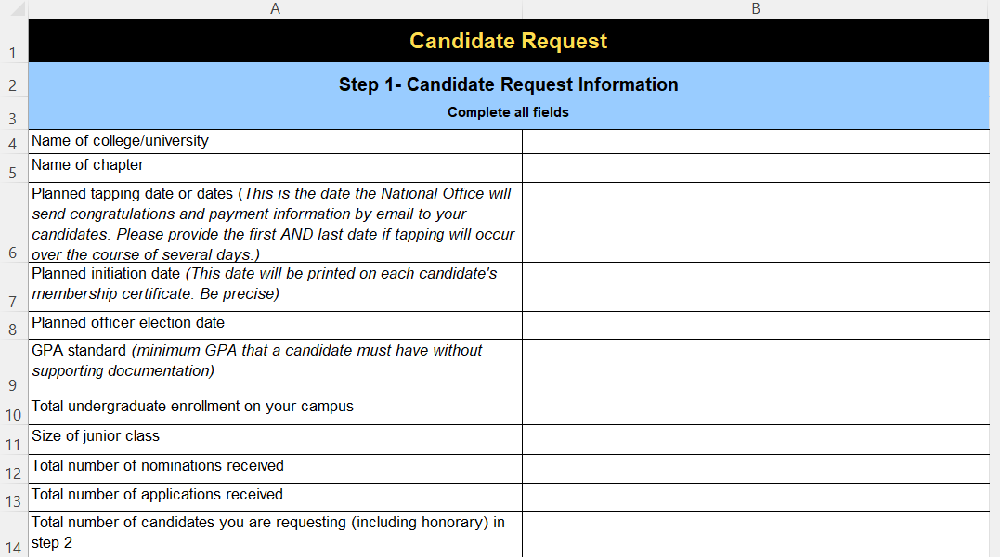 A B
1 Candidate Request
2 Step 1- Candidate Request Information
3 Complete all fields
4 Name of college/university
5 Name of chapter
Planned tapping date or dates (This is the date the National Office will
send congratulations and payment information by email to your
candidates. Please provide the first AND last date if tapping will occur
6 over the course of several days.)
Planned initiation date (This date will be printed on each candidate's
7 membership certificate. Be precise)
8 Planned officer election date
GPA standard (minimum GPA that a candidate must have without
supporting documentation)
9
10 Total undergraduate enrollment on your campus
11 Size of junior class
12 Total number of nominations received
13 Total number of applications received
Total number of candidates you are requesting (including honorary) in
14 step 2